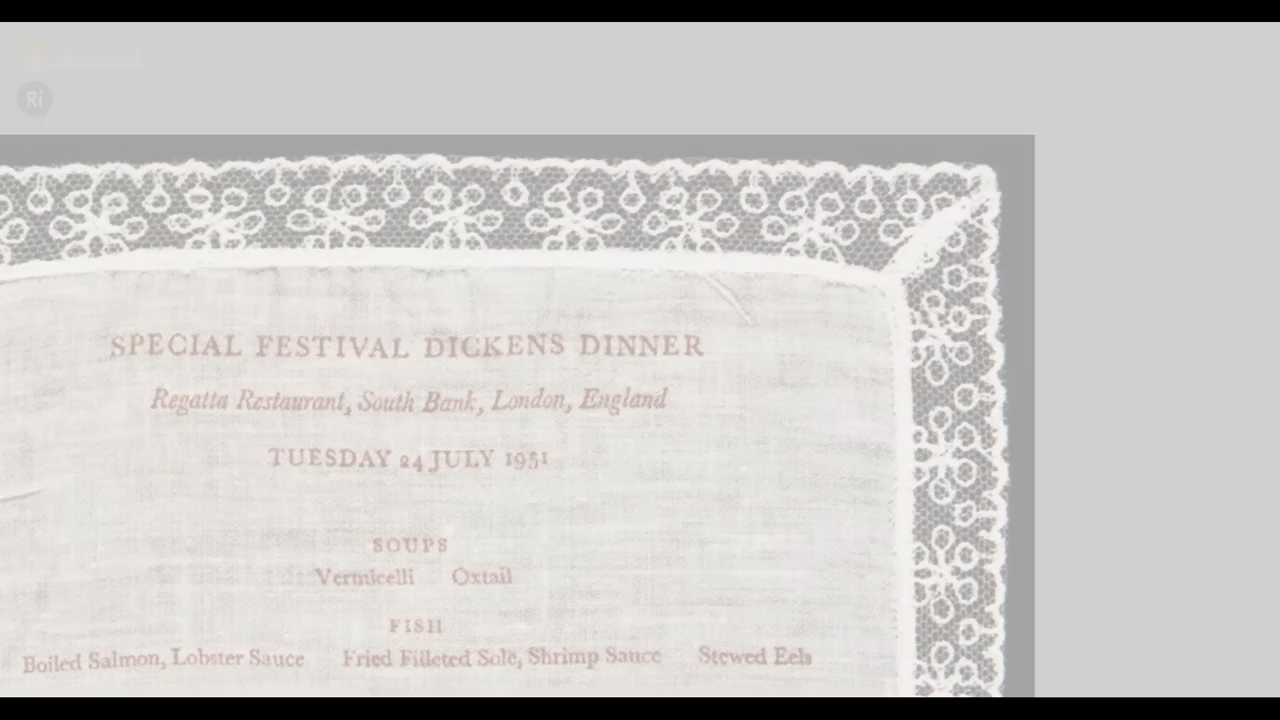 Ri
SPECIAL FESTIVAL DICKENS DINNER
Regatta Restaurant, South Bank, London, England
TUESDAY 24 JULY 1951
SOUPS
Vermicelli Oxtail
FISH
Boiled Salmon, Lobster Sauce Fried Filleted Sole, Shrimp Sauce Stewed Eels